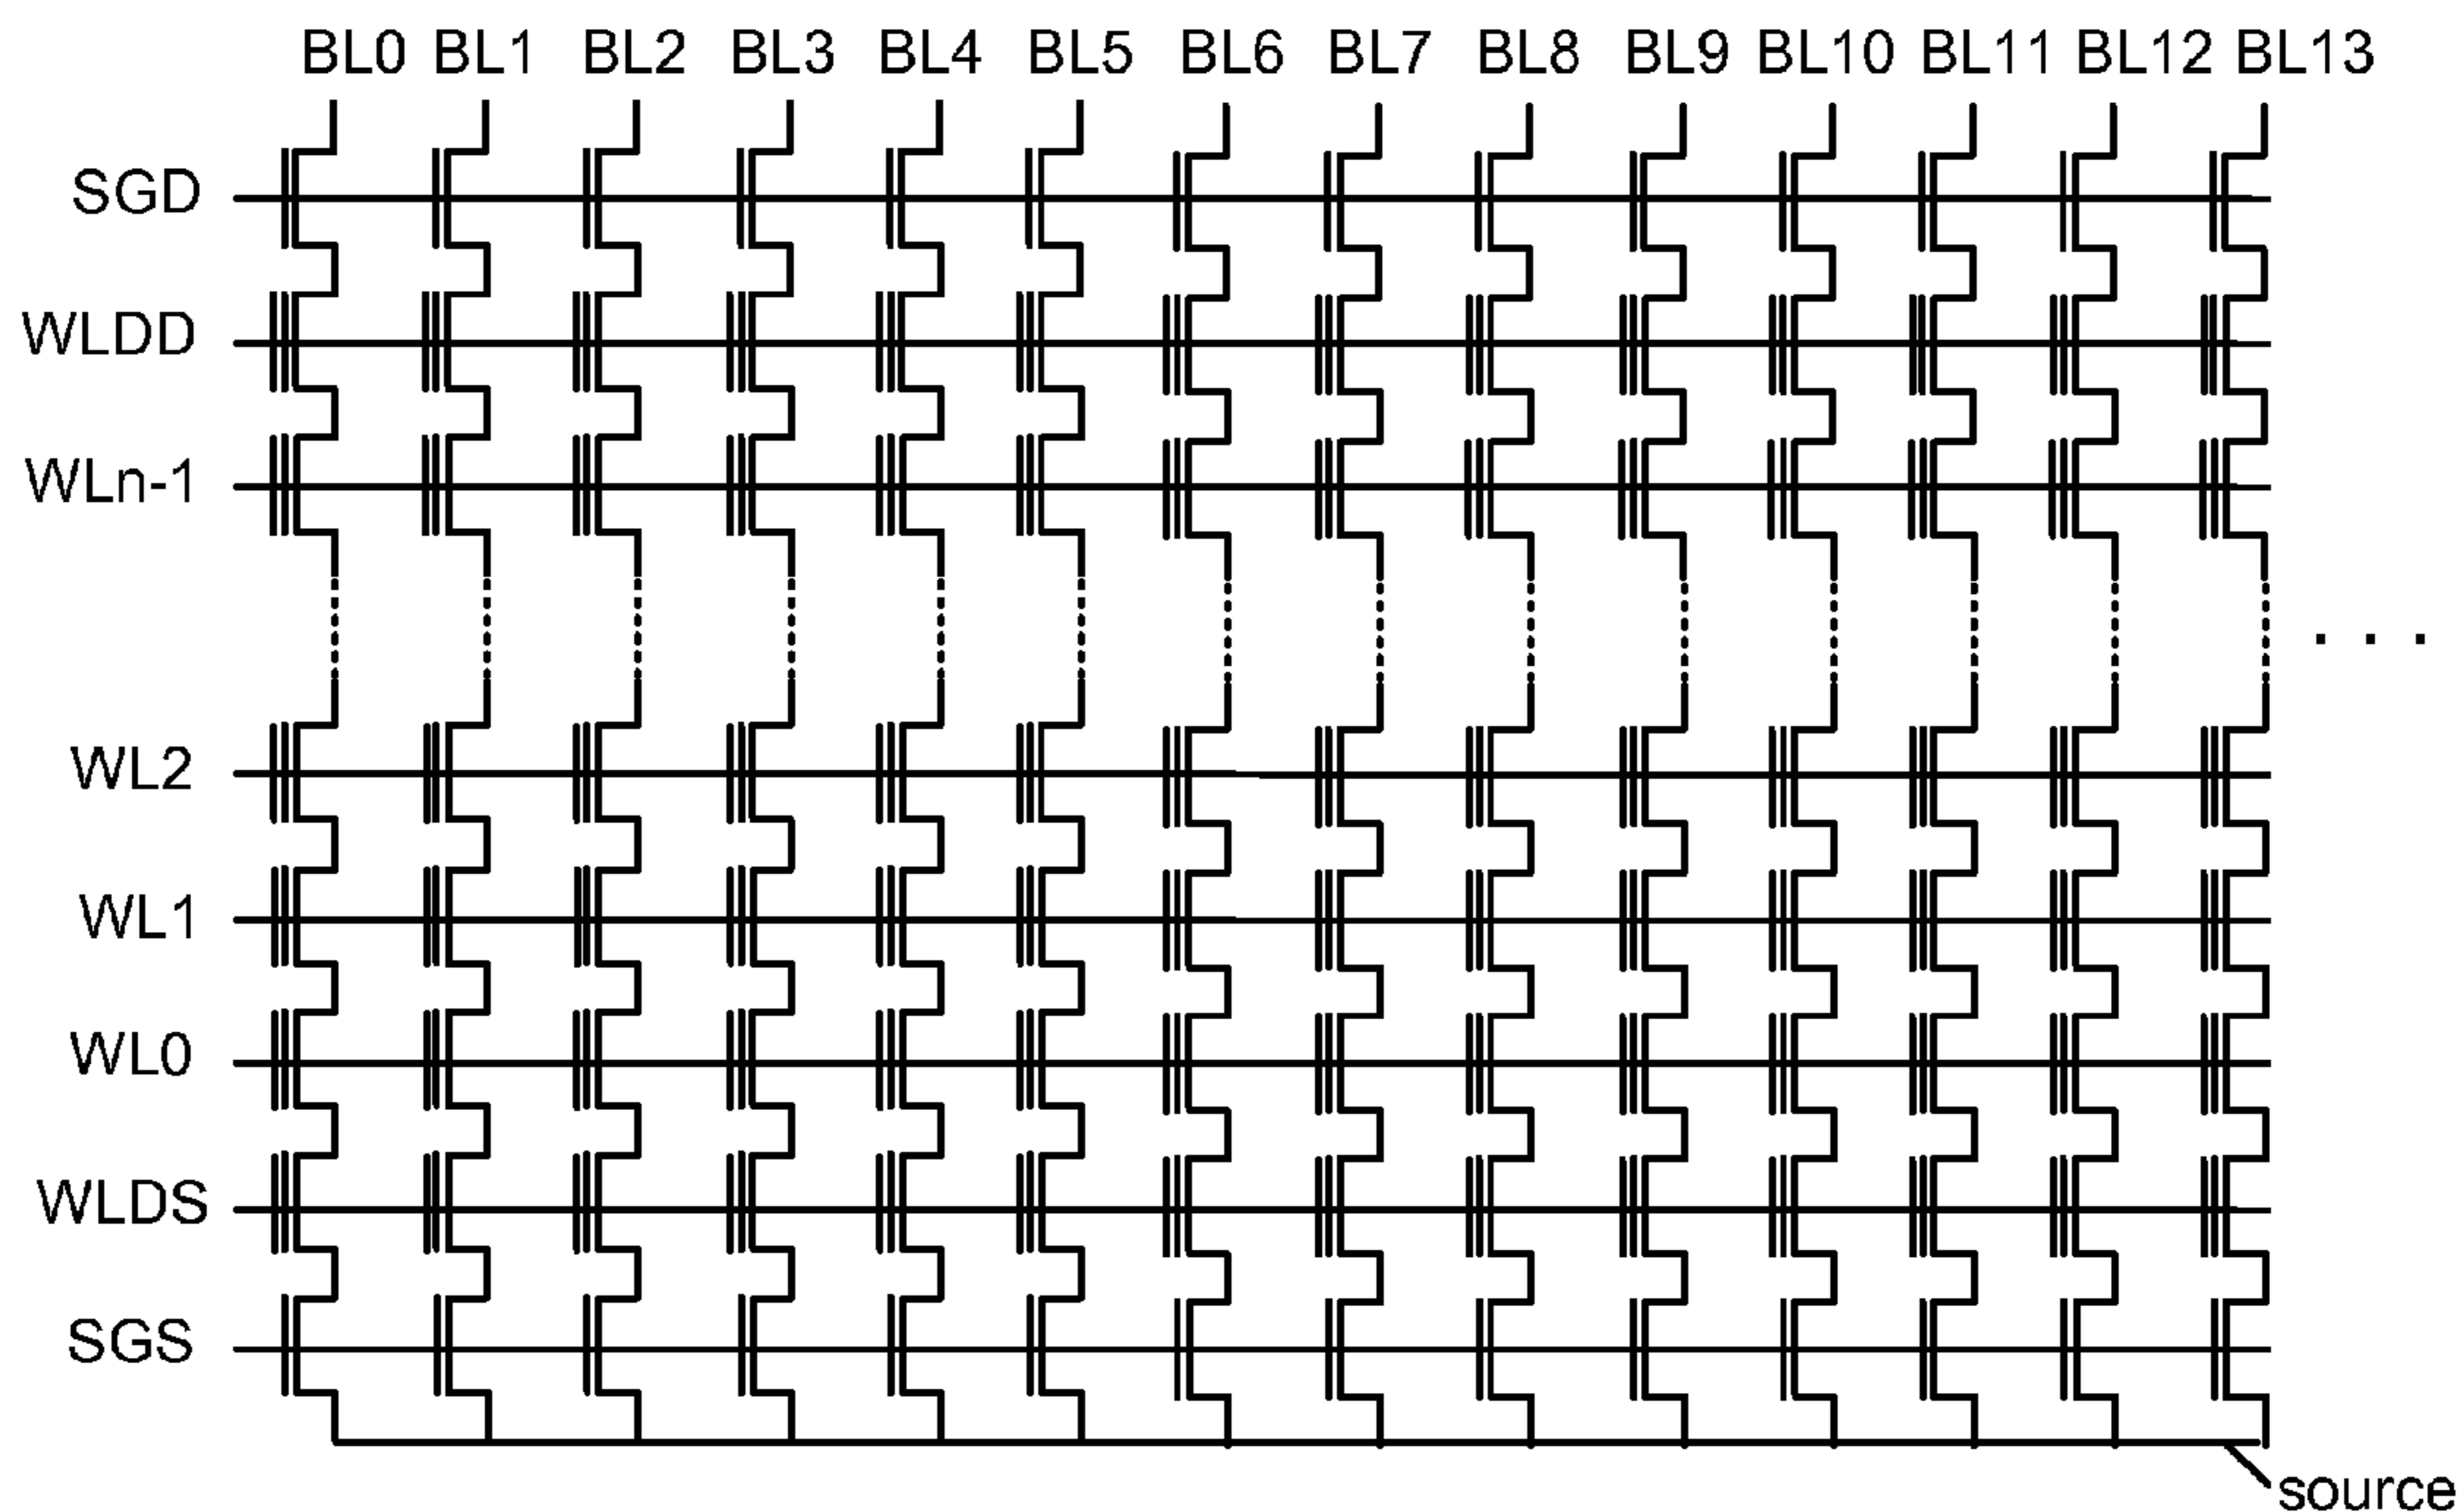 BL0 BL1 BL2 BL3 BL4 BL5 BL6 BL7 BL8 BL9 BL10 BL11 BL12 BL13
SGD
WLDD
WLn-1
. . .
WL2
WL1
WL0
WLDS
SGS
source